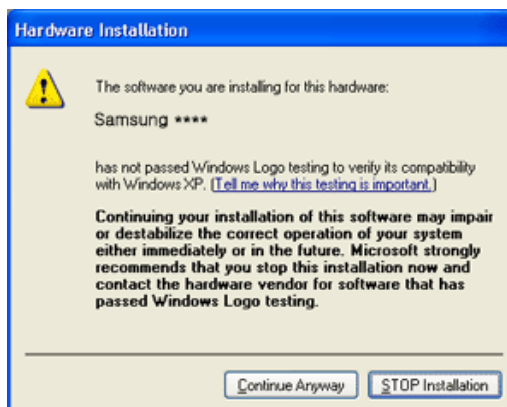 Hardware Installation
The software you are installing for this hardware:
Samsung ****
has not passed Windows Logo testing to verify its compatibility
with Windows XP. (Tell me why this testing is important.)
Continuing your installation of this software may impair
or destabilize the correct operation of your system
either immediately or in the future. Microsoft strongly
recommends that you stop this installation now and
contact the hardware vendor for software that has
passed Windows Logo testing.
Continue Anyway
STOP Installation